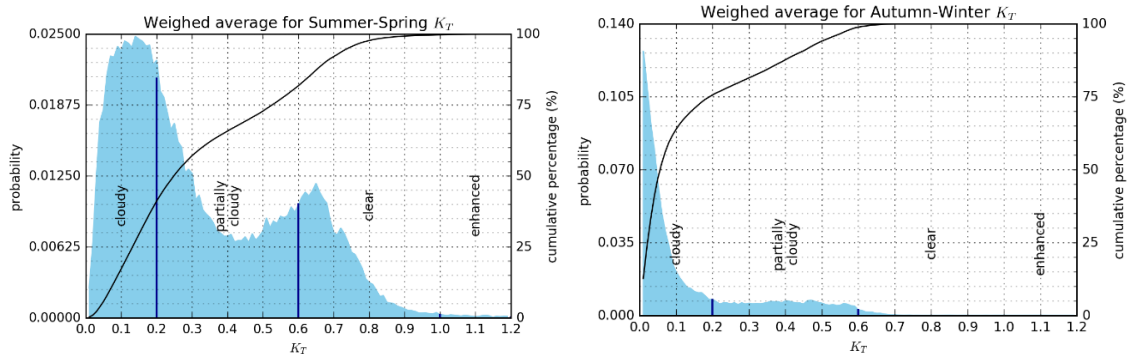 Weighed average for Summer-Spring K_T
0.02500
0.01875
0.01250
0.00625
0.00000
probability
100
75
50
25
0
cumulative percentage (%)
cloudy
partially
cloudy
clear
enhanced
0.0 0.1 0.2 0.3 0.4 0.5 0.6 0.7 0.8 0.9 1.0 1.1 1.2
K_T
Weighed average for Autumn-Winter K_T
0.140
0.105
0.070
0.035
0.000
probability
100
75
50
25
0
cumulative percentage (%)
cloudy
partially
cloudy
clear
enhanced
0.0 0.1 0.2 0.3 0.4 0.5 0.6 0.7 0.8 0.9 1.0 1.1 1.2
K_T